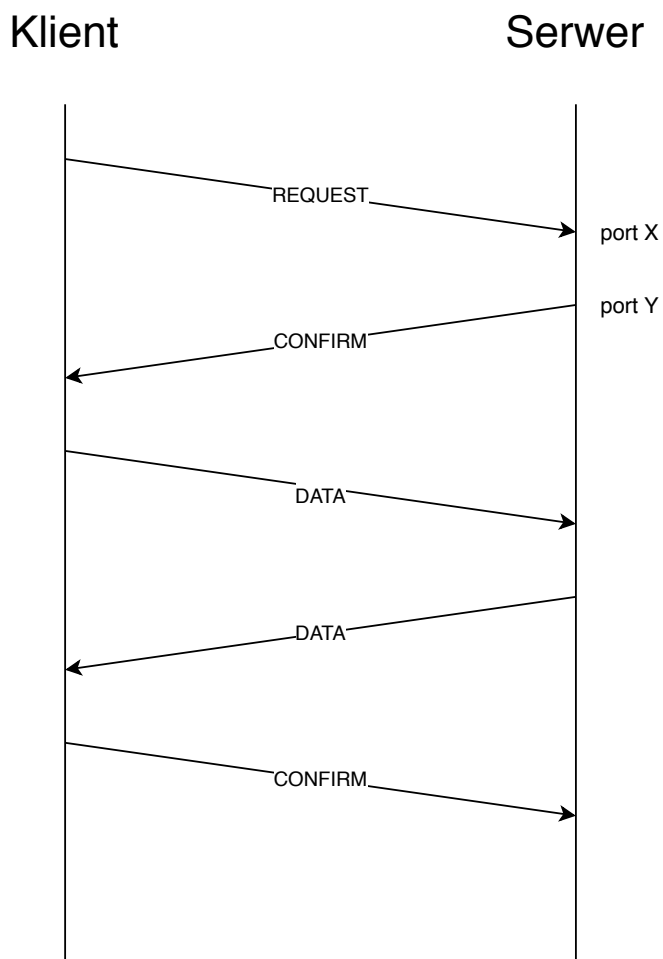 Klient
Serwer
REQUEST
port X
port Y
CONFIRM
DATA
DATA
CONFIRM